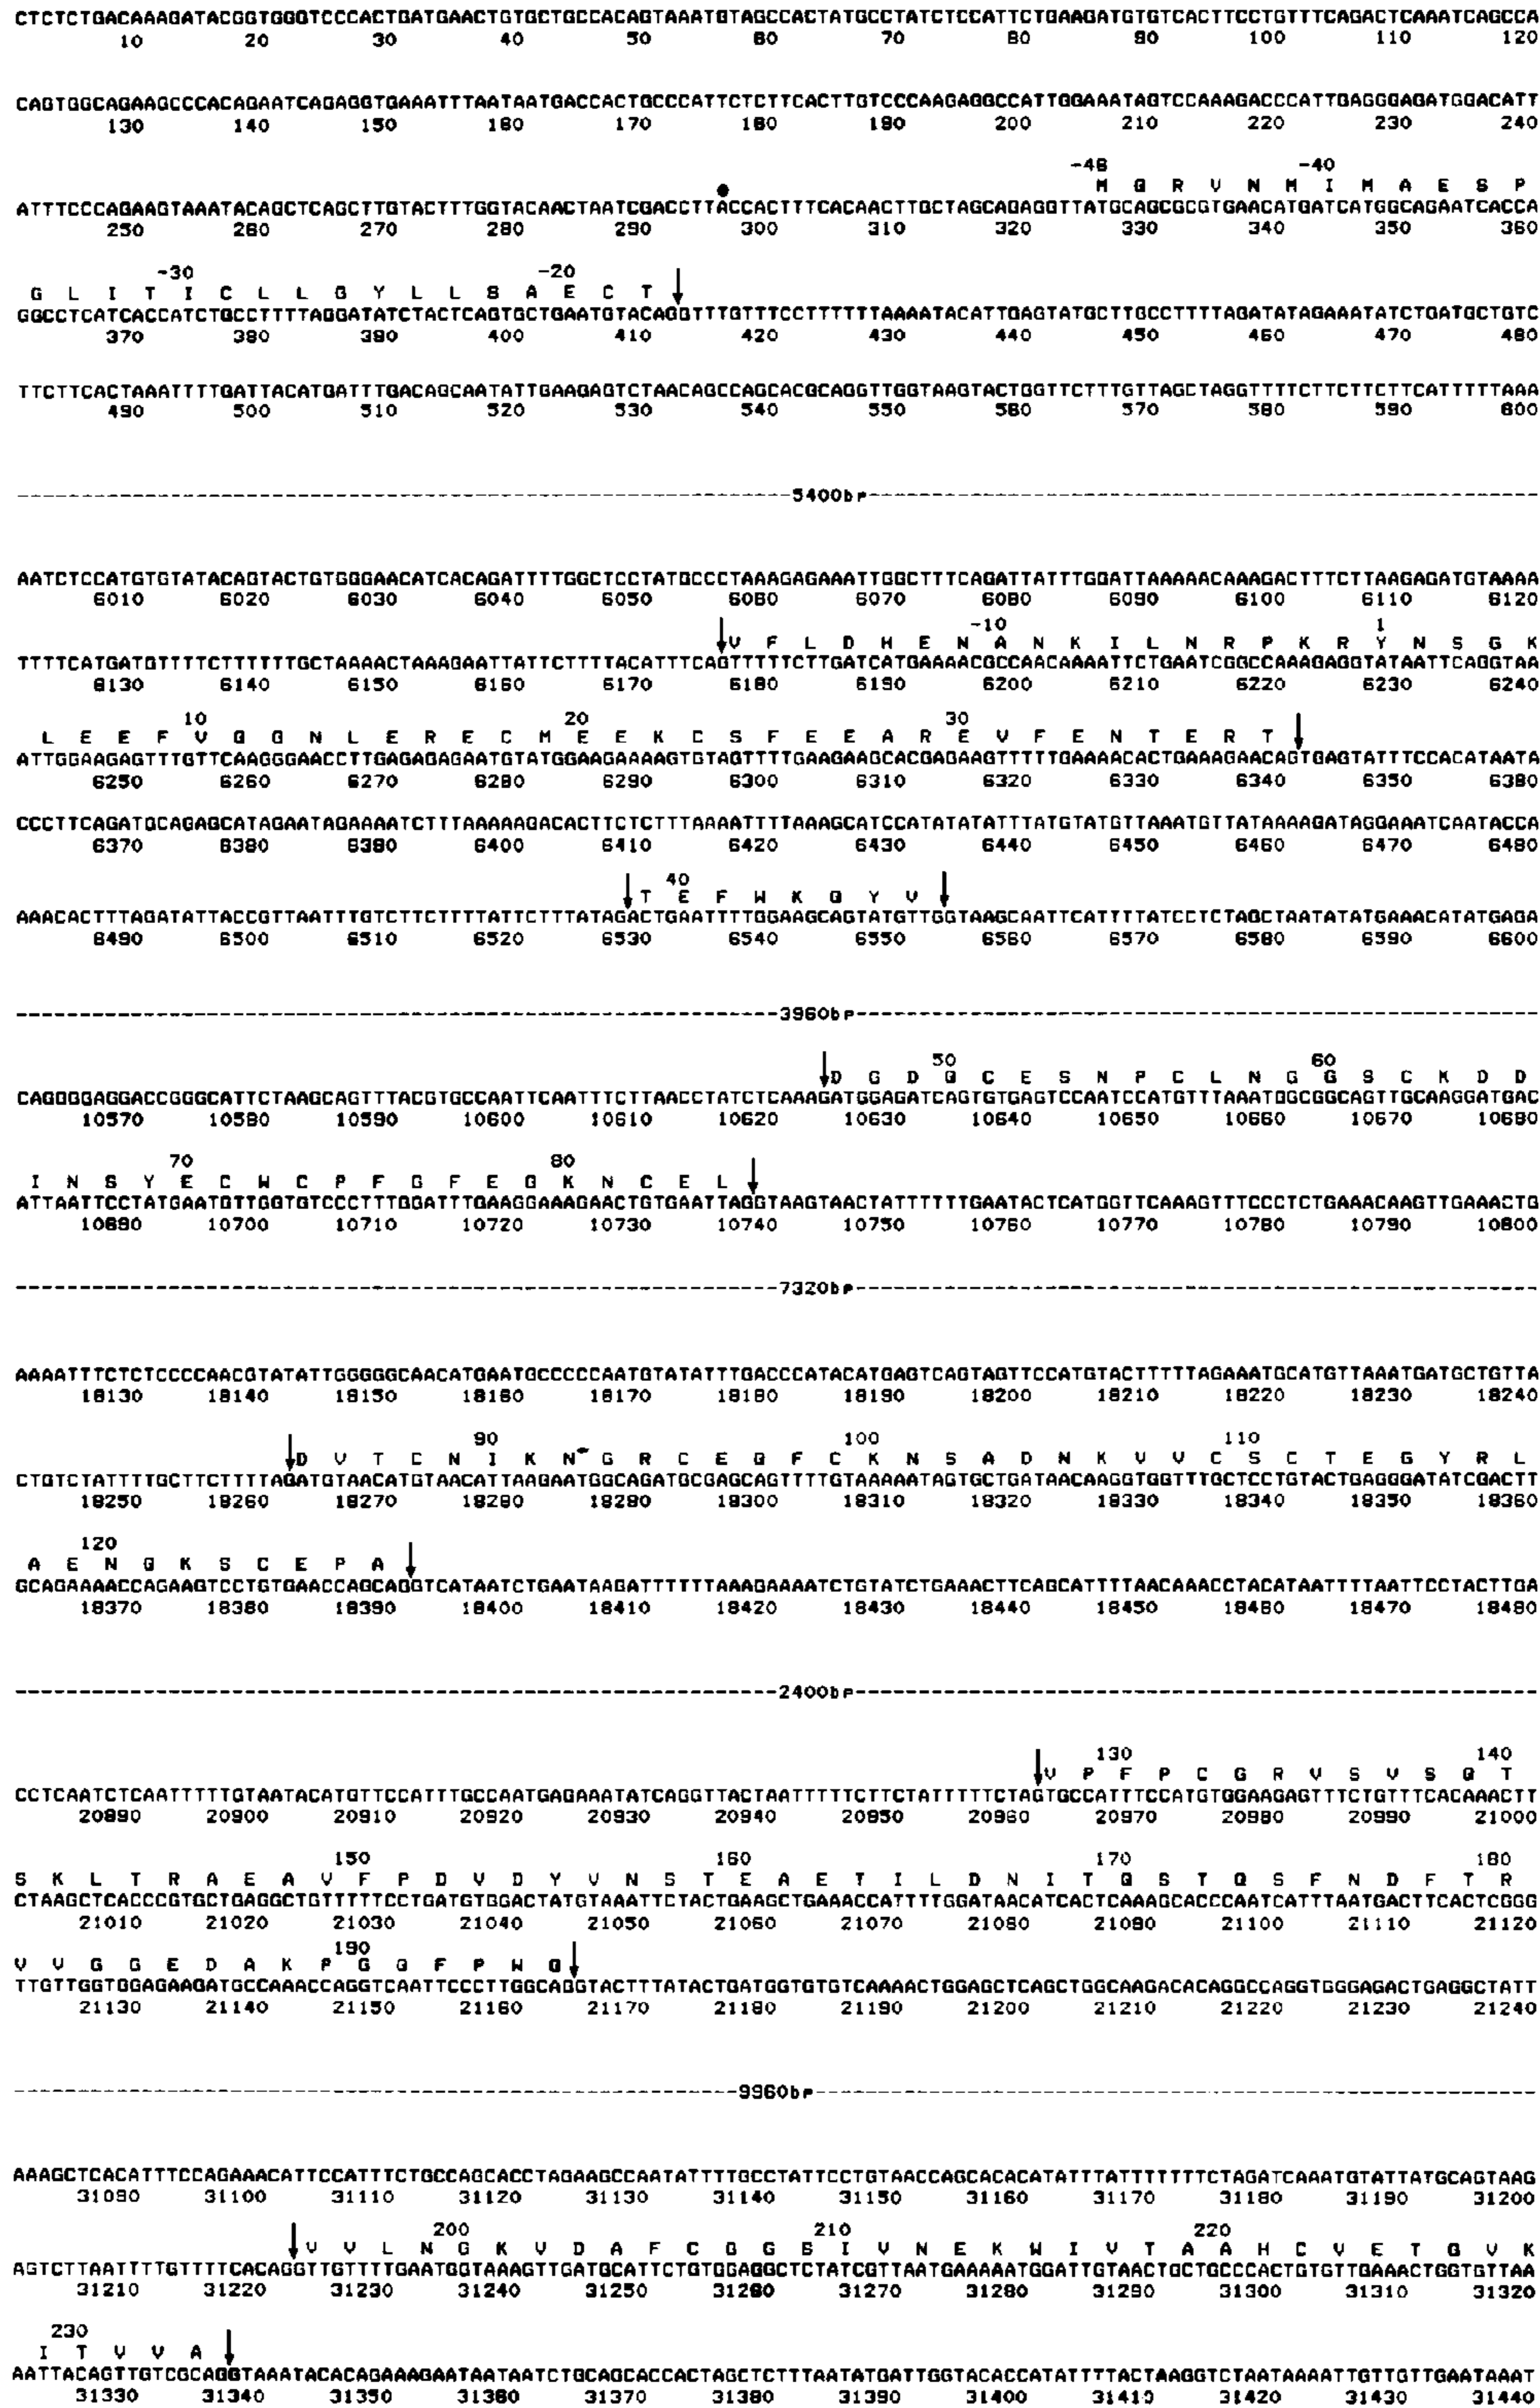 CTCTCTGACAAAGATACGGTGGGTCCCACTGATGAACTGTGCTGCCACAGTAAATGTAGCCACTATGCCTATCTCCATTCTGAAGATGTGTCACTTCCTGTTTCAGACTCAAATCAGCCA
10 20 30 40 50 60 70 80 90 100 110 120
CAGTGGCAGAAGCCCACAGAATCAGAGGTGAAATTTAATAATGACCACTGCCCATTCTCTTCACTTGTCCCAAGAGGCCATTGGAAATAGTCCAAAGACCCATTGAGGGAGATGGACATT
130 140 150 160 170 180 190 200 210 220 230 240
-48 -40
M Q R V N M I M A E S P
ATTTCCCAGAAGTAAATACAGCTCAGCTTGTACTTTGGTACAACTAATCGACCTTACCACTTTCACAACTTGCTAGCAGAGGTTATGCAGCGCGTGAACATGATCATGGCAGAATCACCA
250 260 270 280 290 300 310 320 330 340 350 360
-30 -20
G L I T I C L L G Y L L S A E C T ↓
GGCCTCATCACCATCTGCCTTTTAGGATATCTACTCAGTGCTGAATGTACAGGTTTGTTTCCTTTTTTAAAATACATTGAGTATGCTTGCCTTTTAGATATAGAAATATCTGATGCTGTC
370 380 390 400 410 420 430 440 450 460 470 480
TTCTTCACTAAATTTTGATTACATGATTTGACAGCAATATTGAAGAGTCTAACAGCCAGCACGCAGGTTGGTAAGTACTGGTTCTTTGTTAGCTAGGTTTTCTTCTTCTTCATTTTTAAA
490 500 510 520 530 540 550 560 570 580 590 600
5400bp
AATCTCCATGTGTATACAGTACTGTGGGAACATCACAGATTTTGGCTCCTATGCCCTAAAGAGAAATTGGCTTTCAGATTATTTGGATTAAAAACAAAGACTTTCTTAAGAGATGTAAAA
6010 6020 6030 6040 6050 6060 6070 6080 6090 6100 6110 6120
-10 1
↓ V F L D H E N A N K I L N R P K R Y N S G K
TTTTCATGATGTTTTCTTTTTTGCTAAAACTAAAGAATTATTCTTTTACATTTCAGTTTTTCTTGATCATGAAAACGCCAACAAAATTCTGAATCGGCCAAAGAGGTATAATTCAGGTAA
6130 6140 6150 6160 6170 6180 6190 6200 6210 6220 6230 6240
10 20 30
L E E F V Q G N L E R E C M E E K C S F E E A R E V F E N T E R T ↓
ATTGGAAGAGTTTGTTCAAGGGAACCTTGAGAGAGAATGTATGGAAGAAAAGTGTAGTTTTGAAGAAGCACGAGAAGTTTTTGAAAACACTGAAAGAACAGTGAGTATTTCCACATAATA
6250 6260 6270 6280 6290 6300 6310 6320 6330 6340 6350 6360
CCCTTCAGATGCAGAGCATAGAATAGAAAATCTTTAAAAAGACACTTCTCTTTAAAATTTTAAAGCATCCATATATATTTATGTATGTTAAATGTTATAAAAGATAGGAAATCAATACCA
6370 6380 6390 6400 6410 6420 6430 6440 6450 6460 6470 6480
40
↓ T E F W K Q Y V ↓
AAACACTTTAGATATTACCGTTAATTTGTCTTCTTTTATTCTTTATAGACTGAATTTTGGAAGCAGTATGTTGGTAAGCAATTCATTTTATCCTCTAGCTAATATATGAAACATATGAGA
6490 6500 6510 6520 6530 6540 6550 6560 6570 6580 6590 6600
3960bp
50 60
↓ D G D Q C E S N P C L N G G S C K D D
CAGGGGGAGGACCGGGCATTCTAAGCAGTTTACGTGCCAATTCAATTTCTTAACCTATCTCAAAGATGGAGATCAGTGTGAGTCCAATCCATGTTTAAATGGCGGCAGTTGCAAGGATGAC
10570 10580 10590 10600 10610 10620 10630 10640 10650 10660 10670 10680
70 80
I N S Y E C W C P F G F E G K N C E L ↓
ATTAATTCCTATGAATGTTGGTGTCCCTTTGGATTTGAAGGAAAGAACTGTGAATTAGGTAAGTAACTATTTTTTGAATACTCATGGTTCAAAGTTTCCCTCTGAAACAAGTTGAAACTG
10690 10700 10710 10720 10730 10740 10750 10760 10770 10780 10790 10800
7320bp
AAAATTTCTCTCCCCAACGTATATTGGGGGCAACATGAATGCCCCCAATGTATATTTGACCCATACATGAGTCAGTAGTTCCATGTACTTTTTAGAAATGCATGTTAAATGATGCTGTTA
18130 18140 18150 18160 18170 18180 18190 18200 18210 18220 18230 18240
90 100 110
↓ D V T C N I K N G R C E Q F C K N S A D N K V V C S C T E G Y R L
CTGTCTATTTTGCTTCTTTTAGATGTAACATGTAACATTAAGAATGGCAGATGCGAGCAGTTTTGTAAAAATAGTGCTGATAACAAGGTGGTTTGCTCCTGTACTGAGGGATATCGACTT
18250 18260 18270 18280 18290 18300 18310 18320 18330 18340 18350 18360
120
A E N Q K S C E P A ↓
GCAGAAAACCAGAAGTCCTGTGAACCAGCAGGTCATAATCTGAATAAGATTTTTTAAAGAAAATCTGTATCTGAAACTTCAGCATTTTAACAAACCTACATAATTTTAATTCCTACTTGA
18370 18380 18390 18400 18410 18420 18430 18440 18450 18460 18470 18480
2400bp
130 140
↓ V P F P C G R V S V S Q T
CCTCAATCTCAATTTTTGTAATACATGTTCCATTTGCCAATGAGAAATATCAGGTTACTAATTTTTCTTCTATTTTTCTAGTGCCATTTCCATGTGGAAGAGTTTCTGTTTCACAAACTT
20890 20900 20910 20920 20930 20940 20950 20960 20970 20980 20990 21000
150 160 170 180
S K L T R A E A V F P D V D Y V N S T E A E T I L D N I T Q S T Q S F N D F T R
CTAAGCTCACCCGTGCTGAGGCTGTTTTTCCTGATGTGGACTATGTAAATTCTACTGAAGCTGAAACCATTTTGGATAACATCACTCAAAGCACCCAATCATTTAATGACTTCACTCGGG
21010 21020 21030 21040 21050 21060 21070 21080 21090 21100 21110 21120
190
V V G G E D A K P G Q F P W Q ↓
TTGTTGGTGGAGAAGATGCCAAACCAGGTCAATTCCCTTGGCAGGTACTTTATACTGATGGTGTGTCAAAACTGGAGCTCAGCTGGCAAGACACAGGCCAGGTGGGAGACTGAGGCTATT
21130 21140 21150 21160 21170 21180 21190 21200 21210 21220 21230 21240
9960bp
AAAGCTCACATTTCCAGAAACATTCCATTTCTGCCAGCACCTAGAAGCCAATATTTTGCCTATTCCTGTAACCAGCACACATATTTATTTTTTTCTAGATCAAATGTATTATGCAGTAAG
31090 31100 31110 31120 31130 31140 31150 31160 31170 31180 31190 31200
200 210 220
↓ V V L N G K V D A F C G G S I V N E K W I V T A A H C V E T G V K
AGTCTTAATTTTGTTTTCACAGGTTGTTTTGAATGGTAAAGTTGATGCATTCTGTGGAGGCTCTATCGTTAATGAAAAATGGATTGTAACTGCTGCCCACTGTGTTGAAACTGGTGTTAA
31210 31220 31230 31240 31250 31260 31270 31280 31290 31300 31310 31320
230
I T V V A ↓
AATTACAGTTGTCGCAGGTAAATACACAGAAAGAATAATAATCTGCAGCACCACTAGCTCTTTAATATGATTGGTACACCATATTTTACTAAGGTCTAATAAAATTGTTGTTGAATAAAT
31330 31340 31350 31360 31370 31380 31390 31400 31410 31420 31430 31440